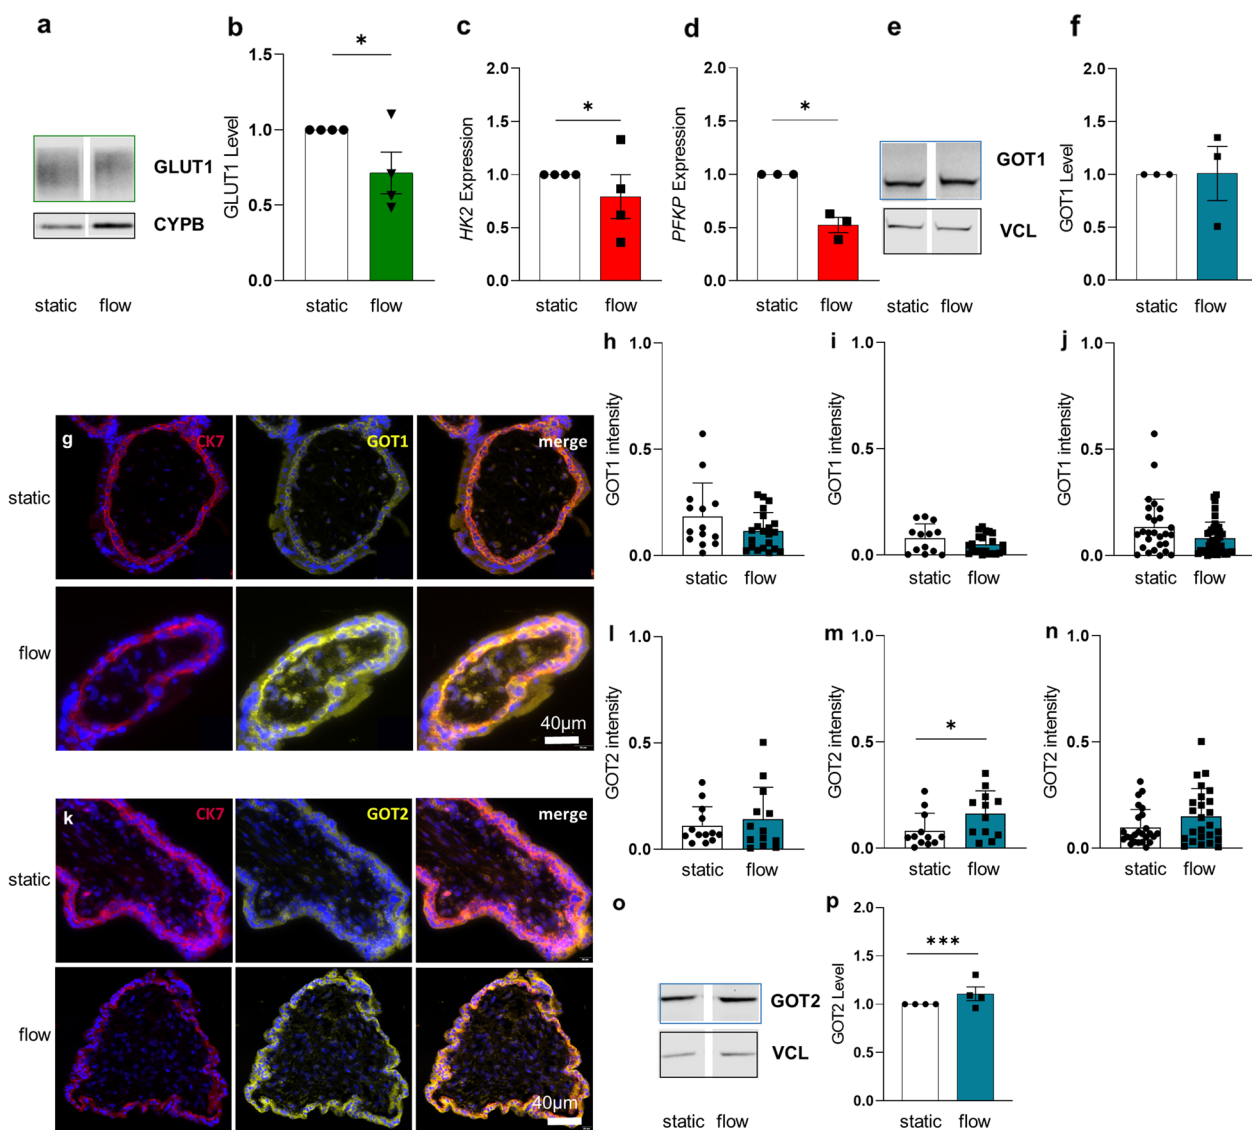 a
GLUT1
CYPB
static flow
b
*
GLUT1 Level
1.5
1.0
0.5
0.0
static flow
c
*
HK2 Expression
2.0
1.5
1.0
0.5
0.0
static flow
d
*
PFKP Expression
2.0
1.5
1.0
0.5
0.0
static flow
e
GOT1
VCL
static flow
f
GOT1 Level
2.0
1.5
1.0
0.5
0.0
static flow
g
CK7
GOT1
merge
static
flow
40µm
h
GOT1 intensity
1.0
0.5
0.0
static flow
i
GOT1 intensity
1.0
0.5
0.0
static flow
j
GOT1 intensity
1.0
0.5
0.0
static flow
k
CK7
GOT2
merge
static
flow
40µm
l
GOT2 intensity
1.0
0.5
0.0
static flow
m
*
GOT2 intensity
1.0
0.5
0.0
static flow
n
GOT2 intensity
1.0
0.5
0.0
static flow
o
GOT2
VCL
static flow
p
***
GOT2 Level
2.0
1.5
1.0
0.5
0.0
static flow